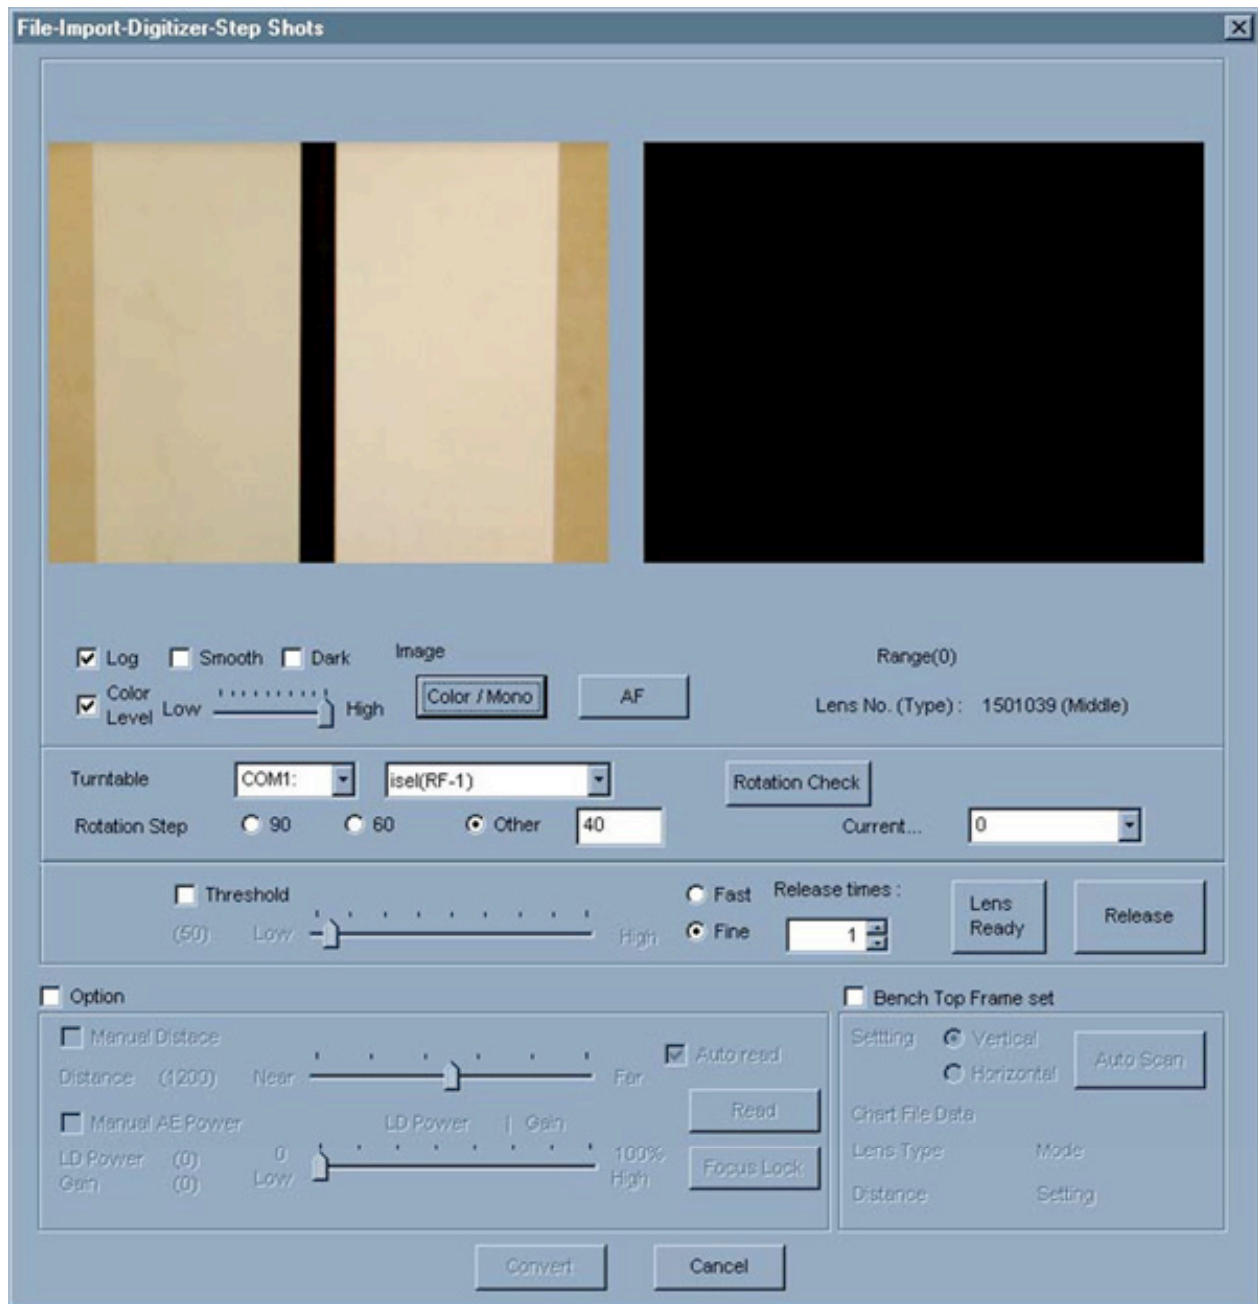 File-Import-Digitizer-Step Shots
Log Smooth Dark Image Range(0)
Color Level Low High Color / Mono AF Lens No. (Type) : 1501039 (Middle)
Turntable COM1: isel(RF-1) Rotation Check
Rotation Step 90 60 Other 40 Current... 0
Threshold Fast Release times :
(50) Low High Fine 1 Lens Ready Release
Option Bench Top Frame set
Manual Distace Auto read Settting Vertical
Distance (1200) Near Far Horizontal Auto Scan
Manual AE Power LD Power | Gain Read Chart File Data
LD Power (0) 0 100% Lens Type Mode
Gain (0) Low High Focus Lock Distance Setting
Convert Cancel